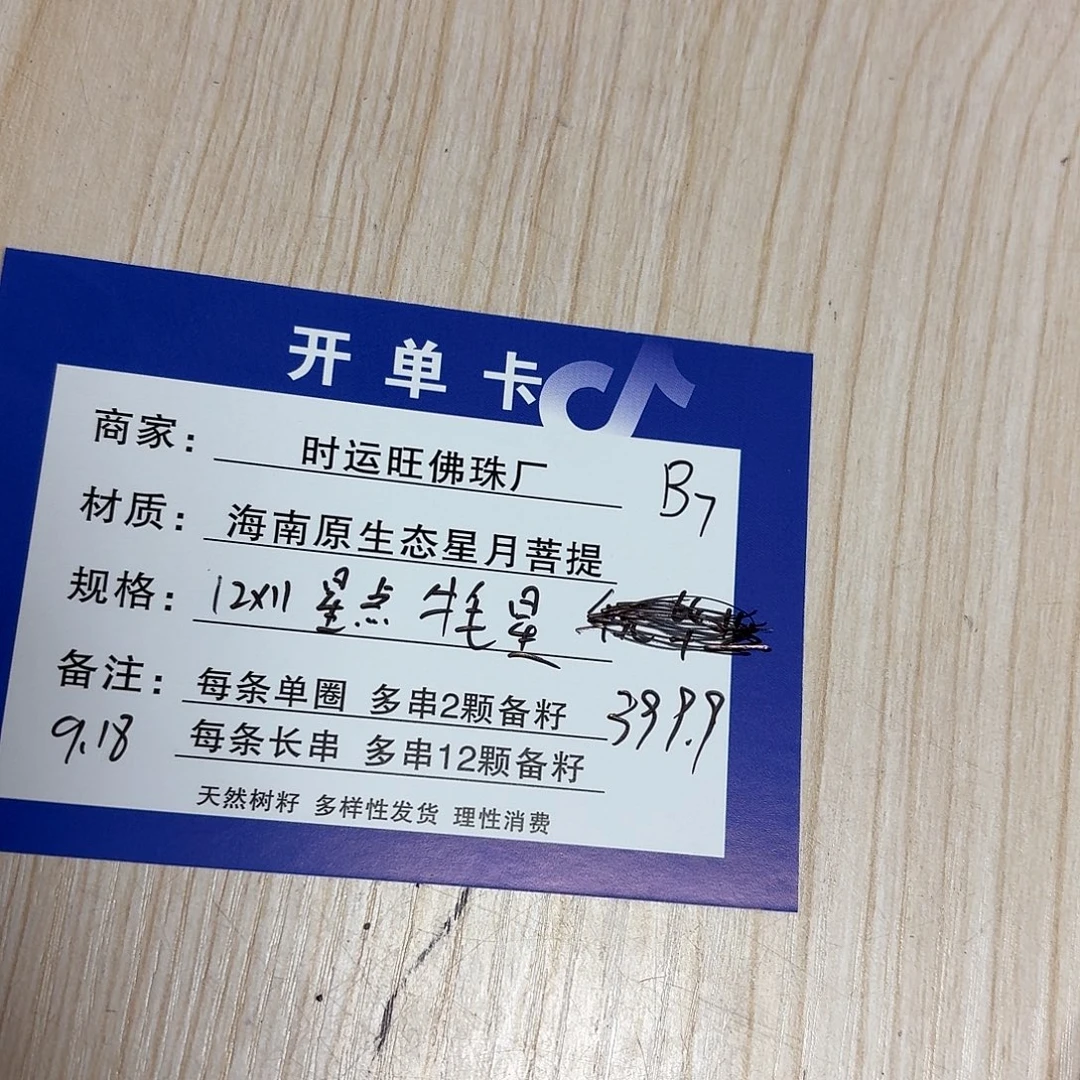 开单卡
商家： 时运旺佛珠厂 B7
材质： 海南原生态星月菩提
规格： 12X11 星点 牦星
备注： 每条单圈 多串2颗备籽 399.9
9.18 每条长串 多串12颗备籽
天然树籽 多样性发货 理性消费